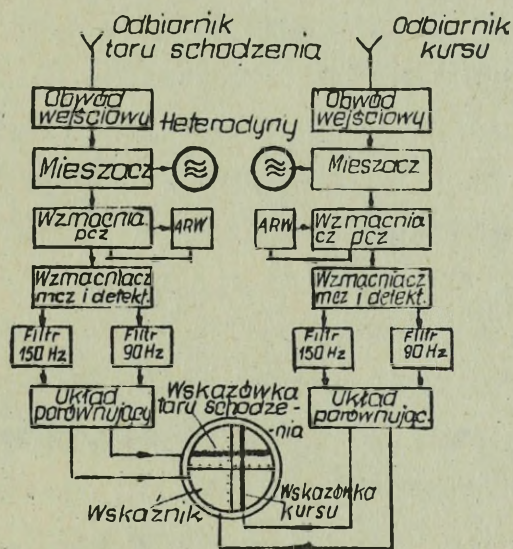 Odbiornik
toru schodzenia
Odbiornik
kursu
Obwód
wejściowy
Heterodyny
Obwód
wejściowy
Mieszacz
Mieszacz
Wzmacnia
pcz
ARW
ARW
Wzmacnia
cz pcz
Wzmacniacz
mcz i detekt.
Wzmacniacz
mcz i detekt.
Filtr
150 Hz
Filtr
90 Hz
Filtr
150 Hz
Filtr
90 Hz
Układ
porównujący
Wskazówka
toru schodze-
-nia
Układ
porównując.
Wskaźnik
Wskazówka
kursu